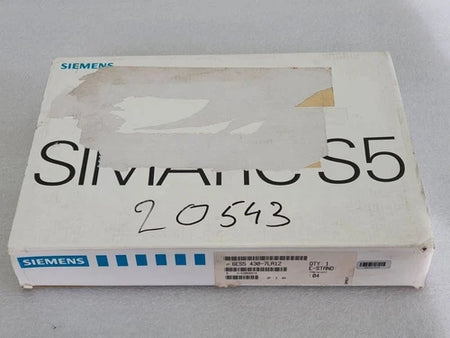 SIEMENS
SIMATIC S5
20543
SIEMENS
6ES5 430-7LA12
QTY 1
E-STAND:
:04